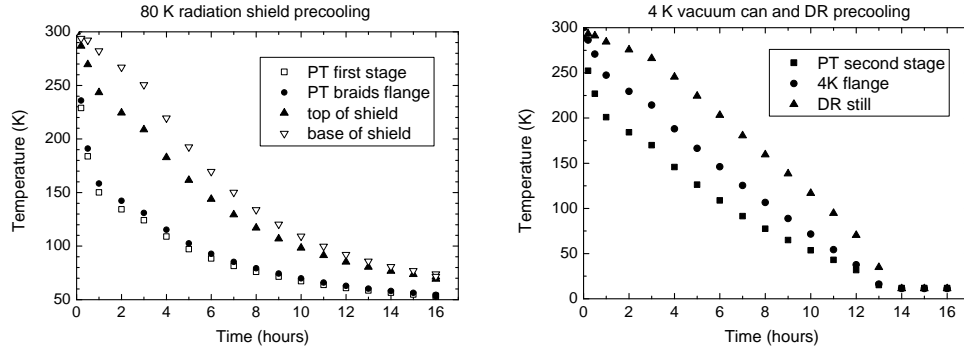 80 K radiation shield precooling
300
250
200
150
100
50
Temperature (K)
PT first stage
PT braids flange
top of shield
base of shield
0 2 4 6 8 10 12 14 16
Time (hours)
4 K vacuum can and DR precooling
300
250
200
150
100
50
0
Temperature (K)
PT second stage
4K flange
DR still
0 2 4 6 8 10 12 14 16
Time (hours)